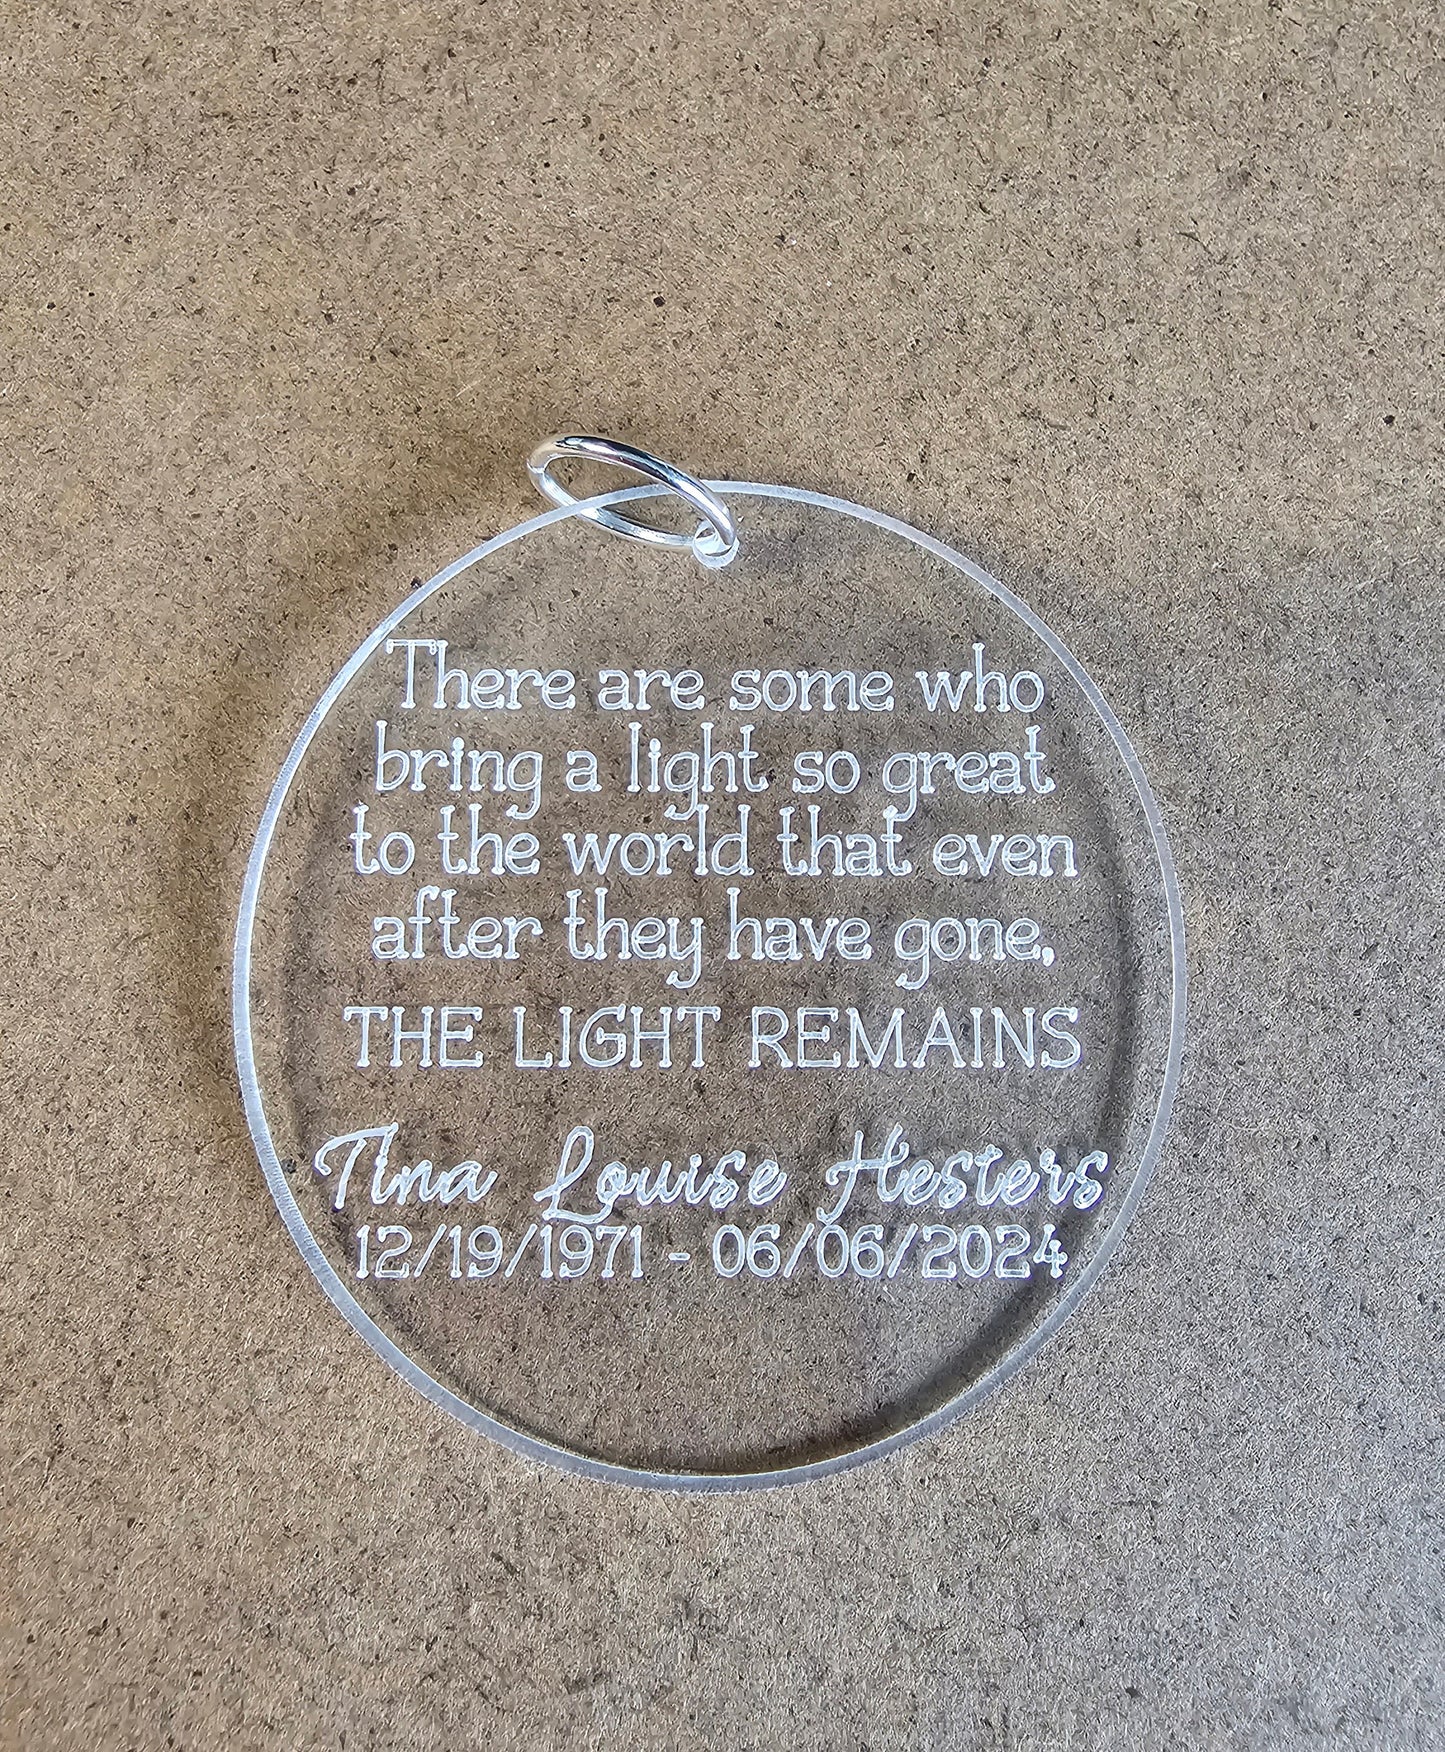 There are some who
bring a light so great
to the world that even
after they have gone,
THE LIGHT REMAINS
Tina Louise Hesters
12/19/1971 - 06/06/2024